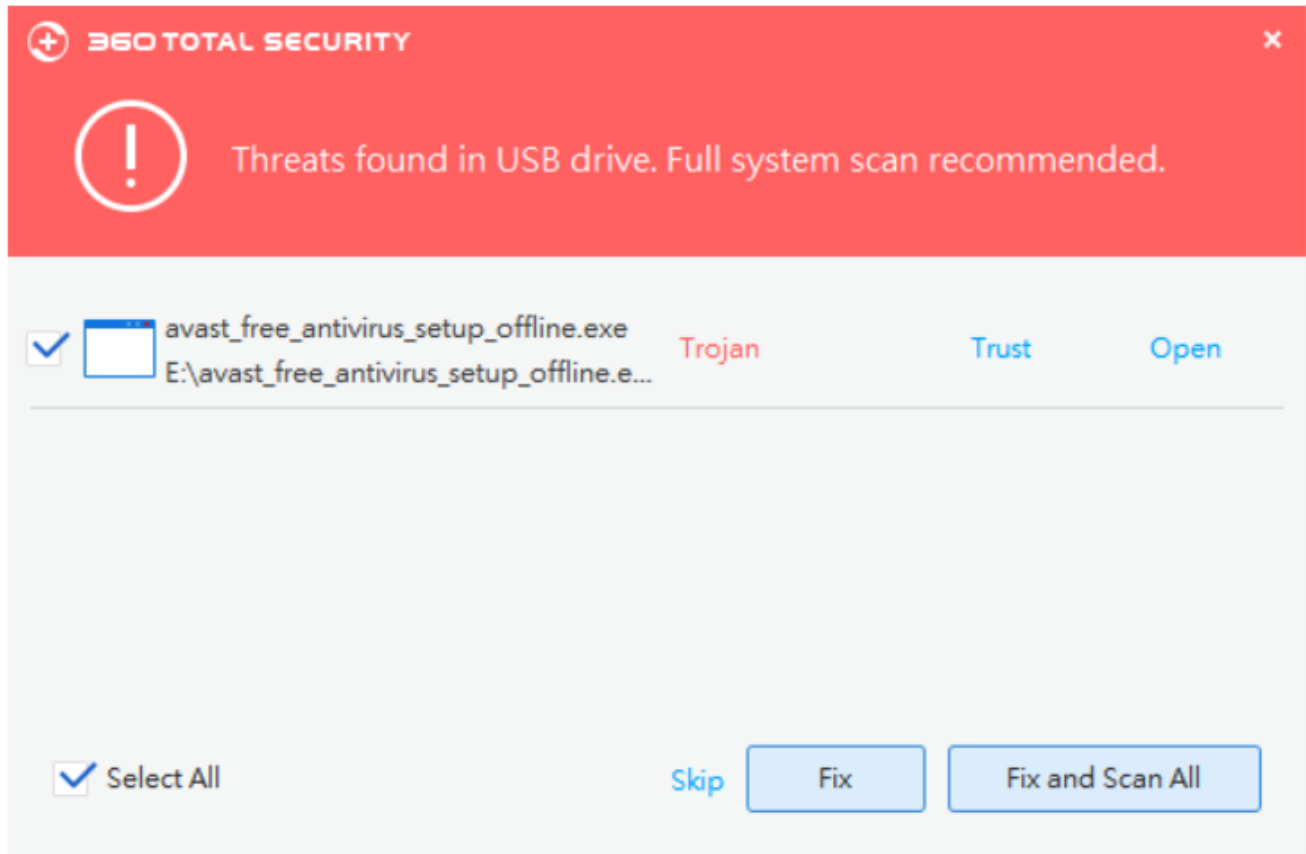 360 TOTAL SECURITY
Threats found in USB drive. Full system scan recommended.
avast_free_antivirus_setup_offline.exe
E:\avast_free_antivirus_setup_offline.e...
Trojan
Trust
Open
Select All
Skip
Fix
Fix and Scan All